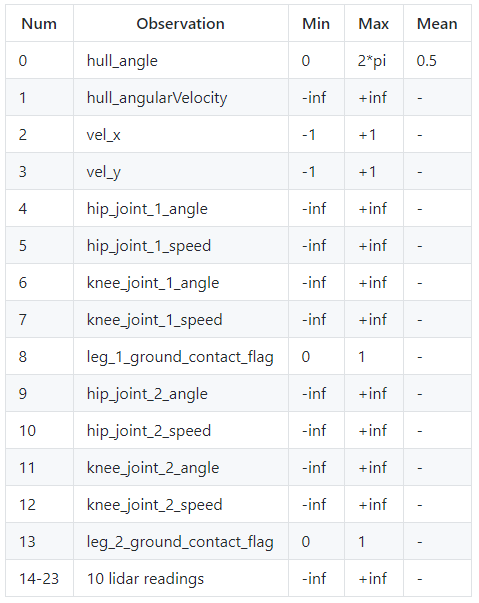 Num Observation Min Max Mean
0 hull_angle 0 2*pi 0.5
1 hull_angularVelocity -inf +inf -
2 vel_x -1 +1 -
3 vel_y -1 +1 -
4 hip_joint_1_angle -inf +inf -
5 hip_joint_1_speed -inf +inf -
6 knee_joint_1_angle -inf +inf -
7 knee_joint_1_speed -inf +inf -
8 leg_1_ground_contact_flag 0 1 -
9 hip_joint_2_angle -inf +inf -
10 hip_joint_2_speed -inf +inf -
11 knee_joint_2_angle -inf +inf -
12 knee_joint_2_speed -inf +inf -
13 leg_2_ground_contact_flag 0 1 -
14-23 10 lidar readings -inf +inf -